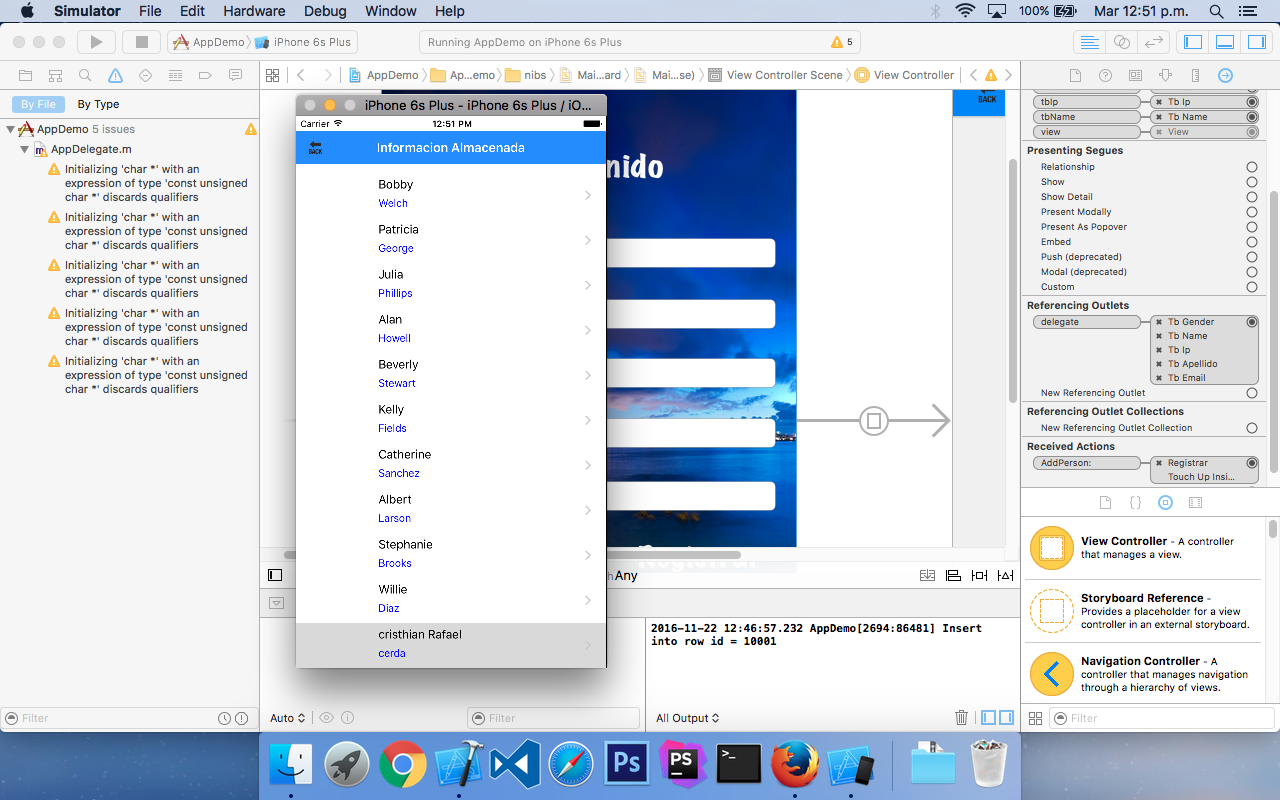 Simulator File Edit Hardware Debug Window Help 100% Mar 12:51 p.m.
AppDemo iPhone 6s Plus Running AppDemo on iPhone 6s Plus 5
AppDemo Ap...emo nibs Mai...ard Mai...se) View Controller Scene View Controller
By File By Type
AppDemo 5 issues
AppDelegate.m
Initializing 'char *' with an
expression of type 'const unsigned
char *' discards qualifiers
Initializing 'char *' with an
expression of type 'const unsigned
char *' discards qualifiers
Initializing 'char *' with an
expression of type 'const unsigned
char *' discards qualifiers
Initializing 'char *' with an
expression of type 'const unsigned
char *' discards qualifiers
Initializing 'char *' with an
expression of type 'const unsigned
char *' discards qualifiers
Filter
iPhone 6s Plus - iPhone 6s Plus / iO...
Carrier 12:51 PM
BACK Informacion Almacenada
Bobby
Welch
Patricia
George
Julia
Phillips
Alan
Howell
Beverly
Stewart
Kelly
Fields
Catherine
Sanchez
Albert
Larson
Stephanie
Brooks
Willie
Diaz
cristhian Rafael
cerda
nido
BACK
Registrar
hAny
2016-11-22 12:46:57.232 AppDemo[2694:86481] Insert
into row id = 10001
Auto Filter All Output
tbIp Tb Ip
tbName Tb Name
view View
Presenting Segues
Relationship
Show
Show Detail
Present Modally
Present As Popover
Embed
Push (deprecated)
Modal (deprecated)
Custom
Referencing Outlets
delegate Tb Gender
Tb Name
Tb Ip
Tb Apellido
Tb Email
New Referencing Outlet
Referencing Outlet Collections
New Referencing Outlet Collection
Received Actions
AddPerson: Registrar
Touch Up Insi...
View Controller - A controller
that manages a view.
Storyboard Reference -
Provides a placeholder for a view
controller in an external storyboard.
Navigation Controller - A
controller that manages navigation
through a hierarchy of views.
Filter
Ps
PS
>_